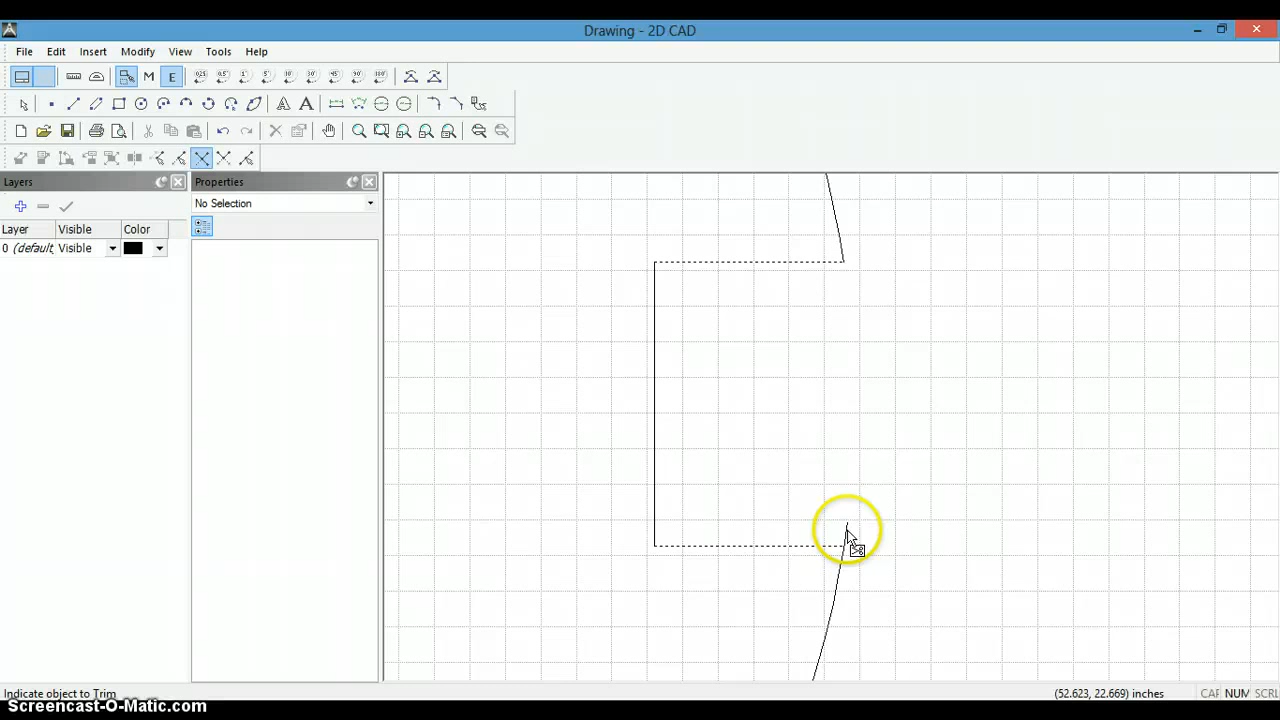 Drawing - 2D CAD
File Edit Insert Modify View Tools Help
M E
A A
Layers
Properties
No Selection
Layer Visible Color
0 (default Visible
Indicate object to Trim
(52.623, 22.669) inches
CAP NUM SCRL
Screencast-O-Matic.com